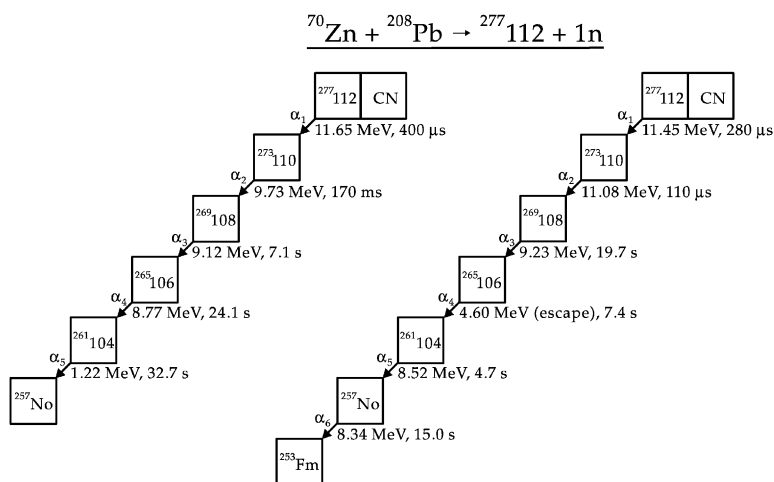 ⁷⁰Zn + ²⁰⁸Pb → ²⁷⁷112 + 1n
²⁷⁷112 CN
α₁
11.65 MeV, 400 μs
²⁷³110
α₂
9.73 MeV, 170 ms
²⁶⁹108
α₃
9.12 MeV, 7.1 s
²⁶⁵106
α₄
8.77 MeV, 24.1 s
²⁶¹104
α₅
1.22 MeV, 32.7 s
²⁵⁷No
²⁷⁷112 CN
α₁
11.45 MeV, 280 μs
²⁷³110
α₂
11.08 MeV, 110 μs
²⁶⁹108
α₃
9.23 MeV, 19.7 s
²⁶⁵106
α₄
4.60 MeV (escape), 7.4 s
²⁶¹104
α₅
8.52 MeV, 4.7 s
²⁵⁷No
α₆
8.34 MeV, 15.0 s
²⁵³Fm